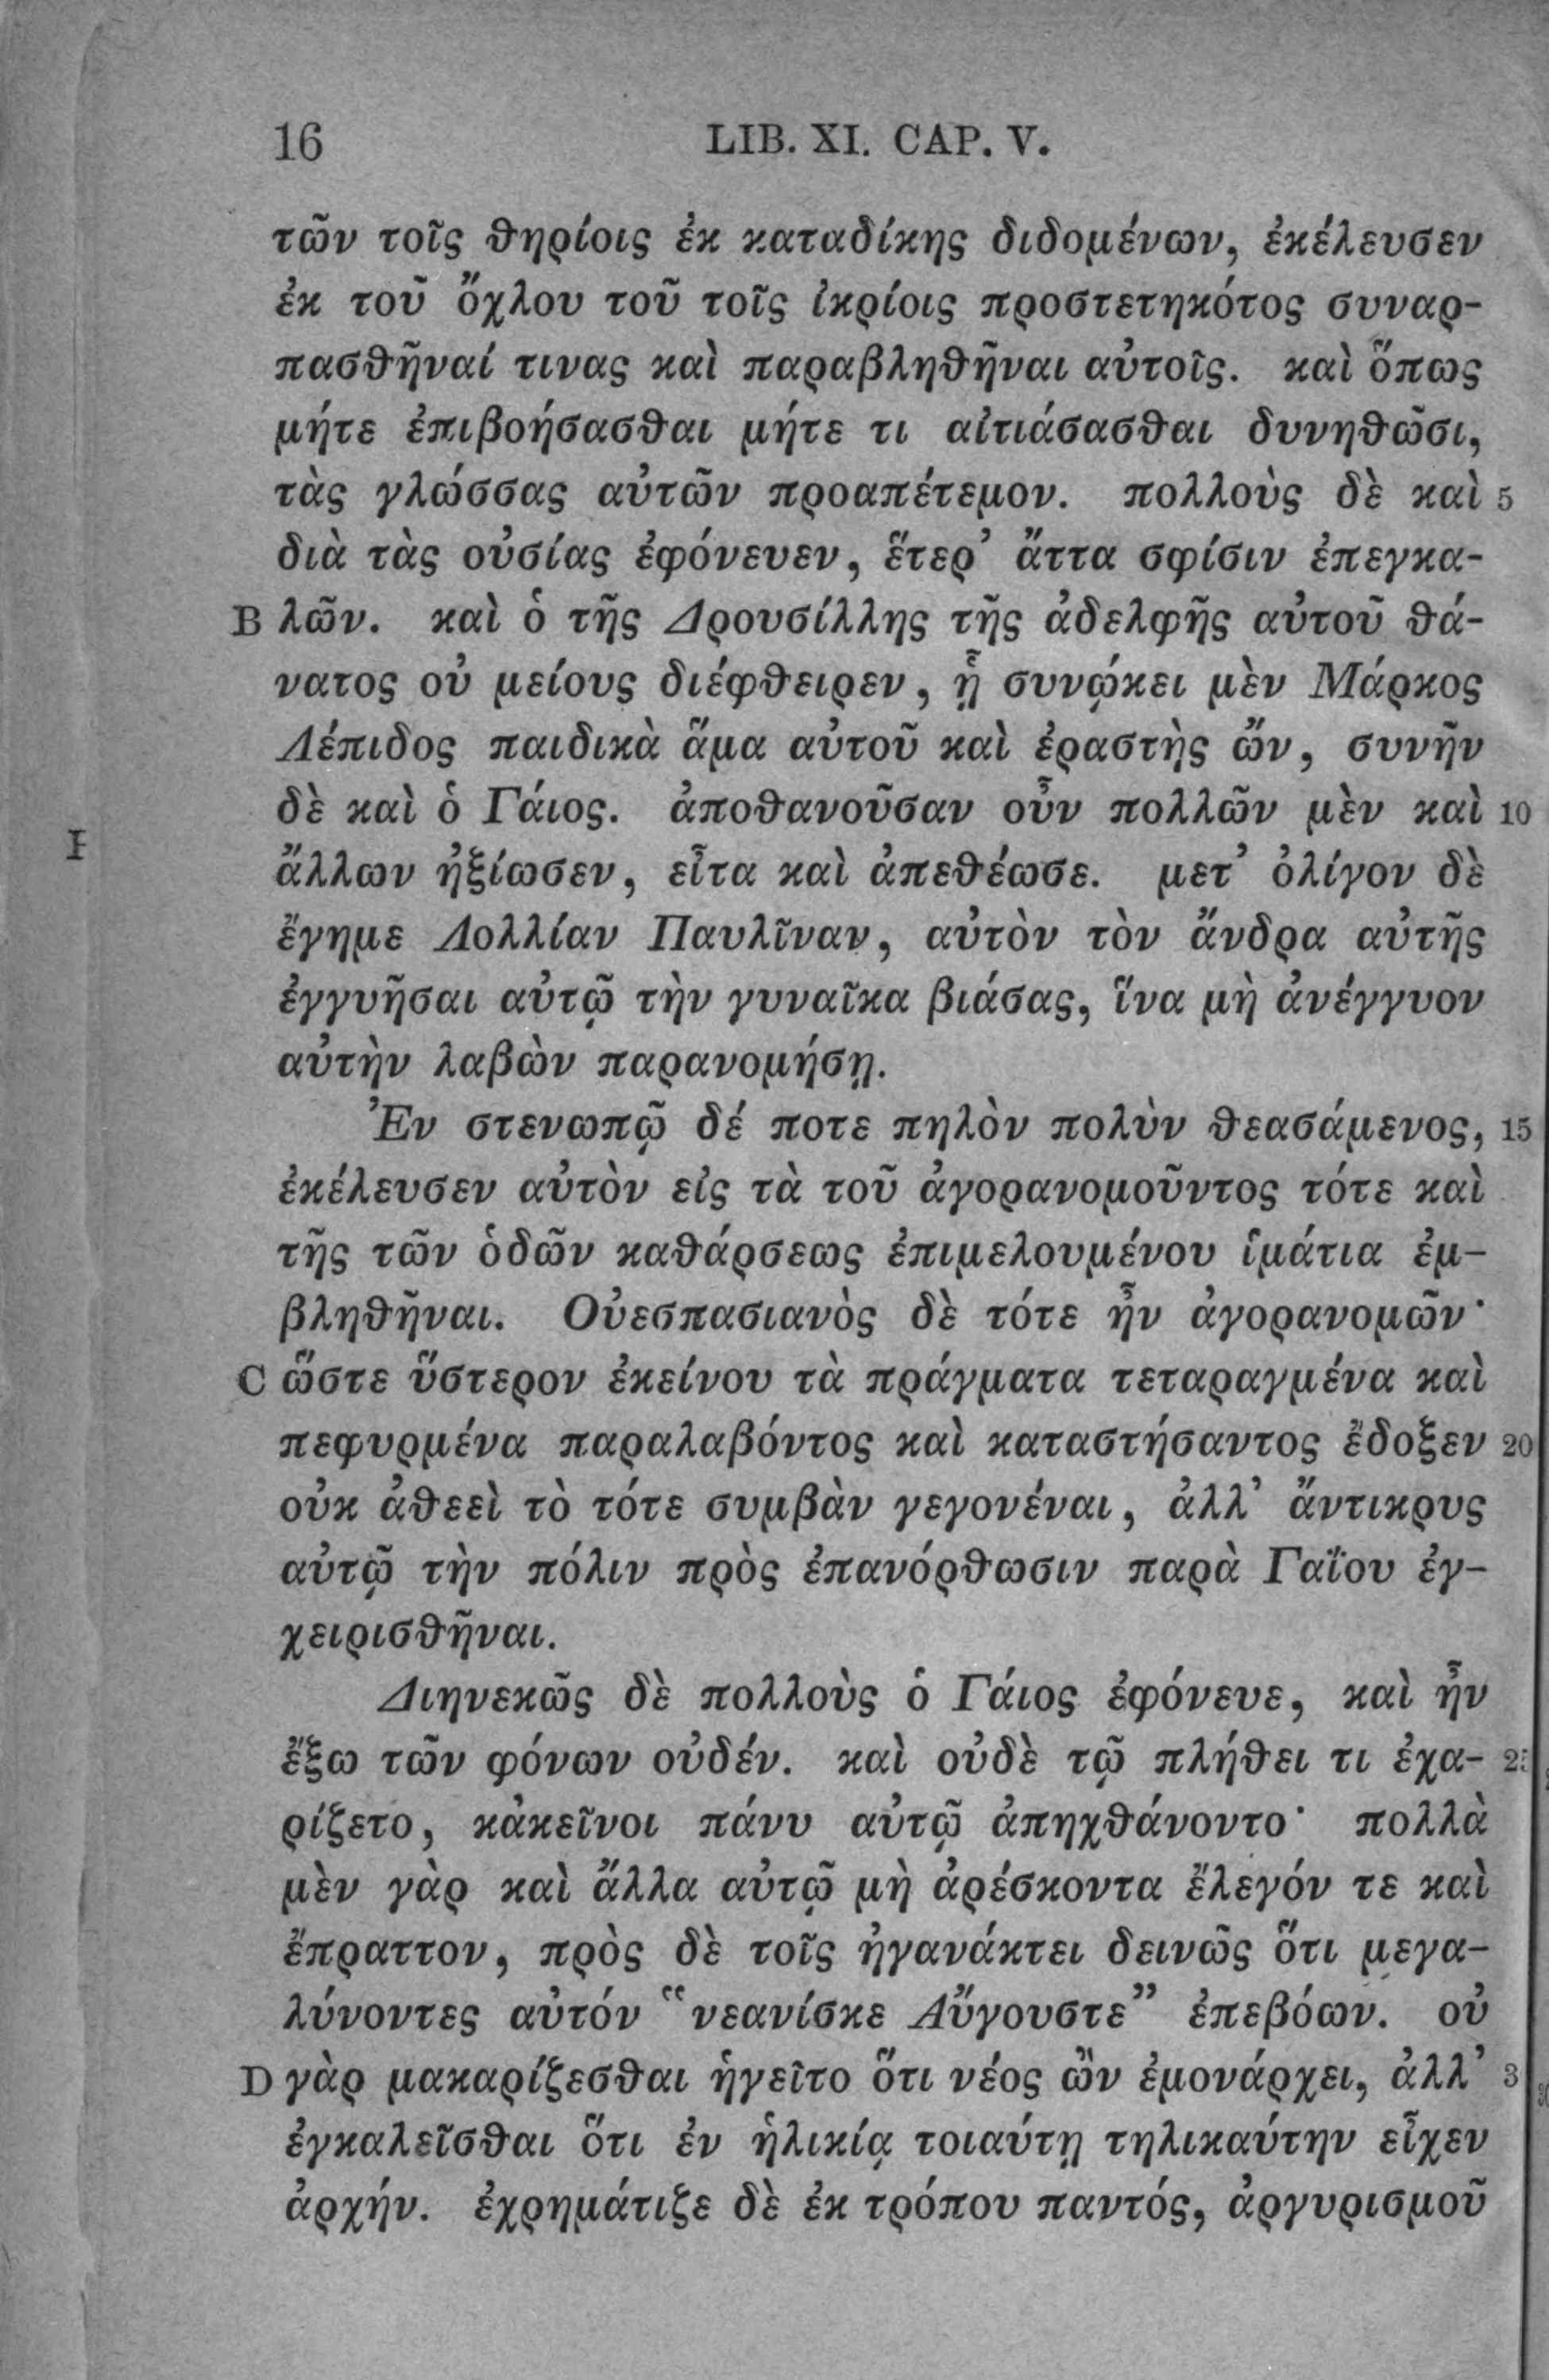 16 LIB. XI. CAP. V.
τῶν τοῖς θηρίοις ἐκ καταδίκης διδομένων, ἐκέλευσεν
ἐκ τοῦ ὄχλου τοῦ τοῖς ἰκρίοις προστετηκότος συναρ-
πασθῆναί τινας καὶ παραβληθῆναι αὐτοῖς. καὶ ὅπως
μήτε ἐπιβοήσασθαι μήτε τι αἰτιάσασθαι δυνηθῶσι,
τὰς γλώσσας αὐτῶν προαπέτεμον. πολλοὺς δὲ καὶ 5
διὰ τὰς οὐσίας ἐφόνευεν, ἕτερ’ ἄττα σφίσιν ἐπεγκα-
B λῶν. καὶ ὁ τῆς Δρουσίλλης τῆς ἀδελφῆς αὐτοῦ θά-
νατος οὐ μείους διέφθειρεν, ᾗ συνῴκει μὲν Μάρκος
Λέπιδος παιδικὰ ἅμα αὐτοῦ καὶ ἐραστὴς ὤν, συνῆν
δὲ καὶ ὁ Γάιος. ἀποθανοῦσαν οὖν πολλῶν μὲν καὶ 10
ἄλλων ἠξίωσεν, εἶτα καὶ ἀπεθέωσε. μετ’ ὀλίγον δὲ
ἔγημε Λολλίαν Παυλῖναν, αὐτὸν τὸν ἄνδρα αὐτῆς
ἐγγυῆσαι αὐτῷ τὴν γυναῖκα βιάσας, ἵνα μὴ ἀνέγγυον
αὐτὴν λαβὼν παρανομήσῃ.
Ἐν στενωπῷ δέ ποτε πηλὸν πολὺν θεασάμενος, 15
ἐκέλευσεν αὐτὸν εἰς τὰ τοῦ ἀγορανομοῦντος τότε καὶ
τῆς τῶν ὁδῶν καθάρσεως ἐπιμελουμένου ἱμάτια ἐμ-
βληθῆναι. Οὐεσπασιανὸς δὲ τότε ἦν ἀγορανομῶν·
C ὥστε ὕστερον ἐκείνου τὰ πράγματα τεταραγμένα καὶ
πεφυρμένα παραλαβόντος καὶ καταστήσαντος ἔδοξεν 20
οὐκ ἀθεεὶ τὸ τότε συμβὰν γεγονέναι, ἀλλ’ ἄντικρυς
αὐτῷ τὴν πόλιν πρὸς ἐπανόρθωσιν παρὰ Γαΐου ἐγ-
χειρισθῆναι.
Διηνεκῶς δὲ πολλοὺς ὁ Γάιος ἐφόνευε, καὶ ἦν
ἔξω τῶν φόνων οὐδέν. καὶ οὐδὲ τῷ πλήθει τι ἐχα- 25
ρίζετο, κἀκεῖνοι πάνυ αὐτῷ ἀπηχθάνοντο· πολλὰ
μὲν γὰρ καὶ ἄλλα αὐτῷ μὴ ἀρέσκοντα ἔλεγόν τε καὶ
ἔπραττον, πρὸς δὲ τοῖς ἠγανάκτει δεινῶς ὅτι μεγα-
λύνοντες αὐτόν “νεανίσκε Αὔγουστε” ἐπεβόων. οὐ
D γὰρ μακαρίζεσθαι ἡγεῖτο ὅτι νέος ὢν ἐμονάρχει, ἀλλ’ 3
ἐγκαλεῖσθαι ὅτι ἐν ἡλικίᾳ τοιαύτῃ τηλικαύτην εἶχεν
ἀρχήν. ἐχρημάτιζε δὲ ἐκ τρόπου παντός, ἀργυρισμοῦ